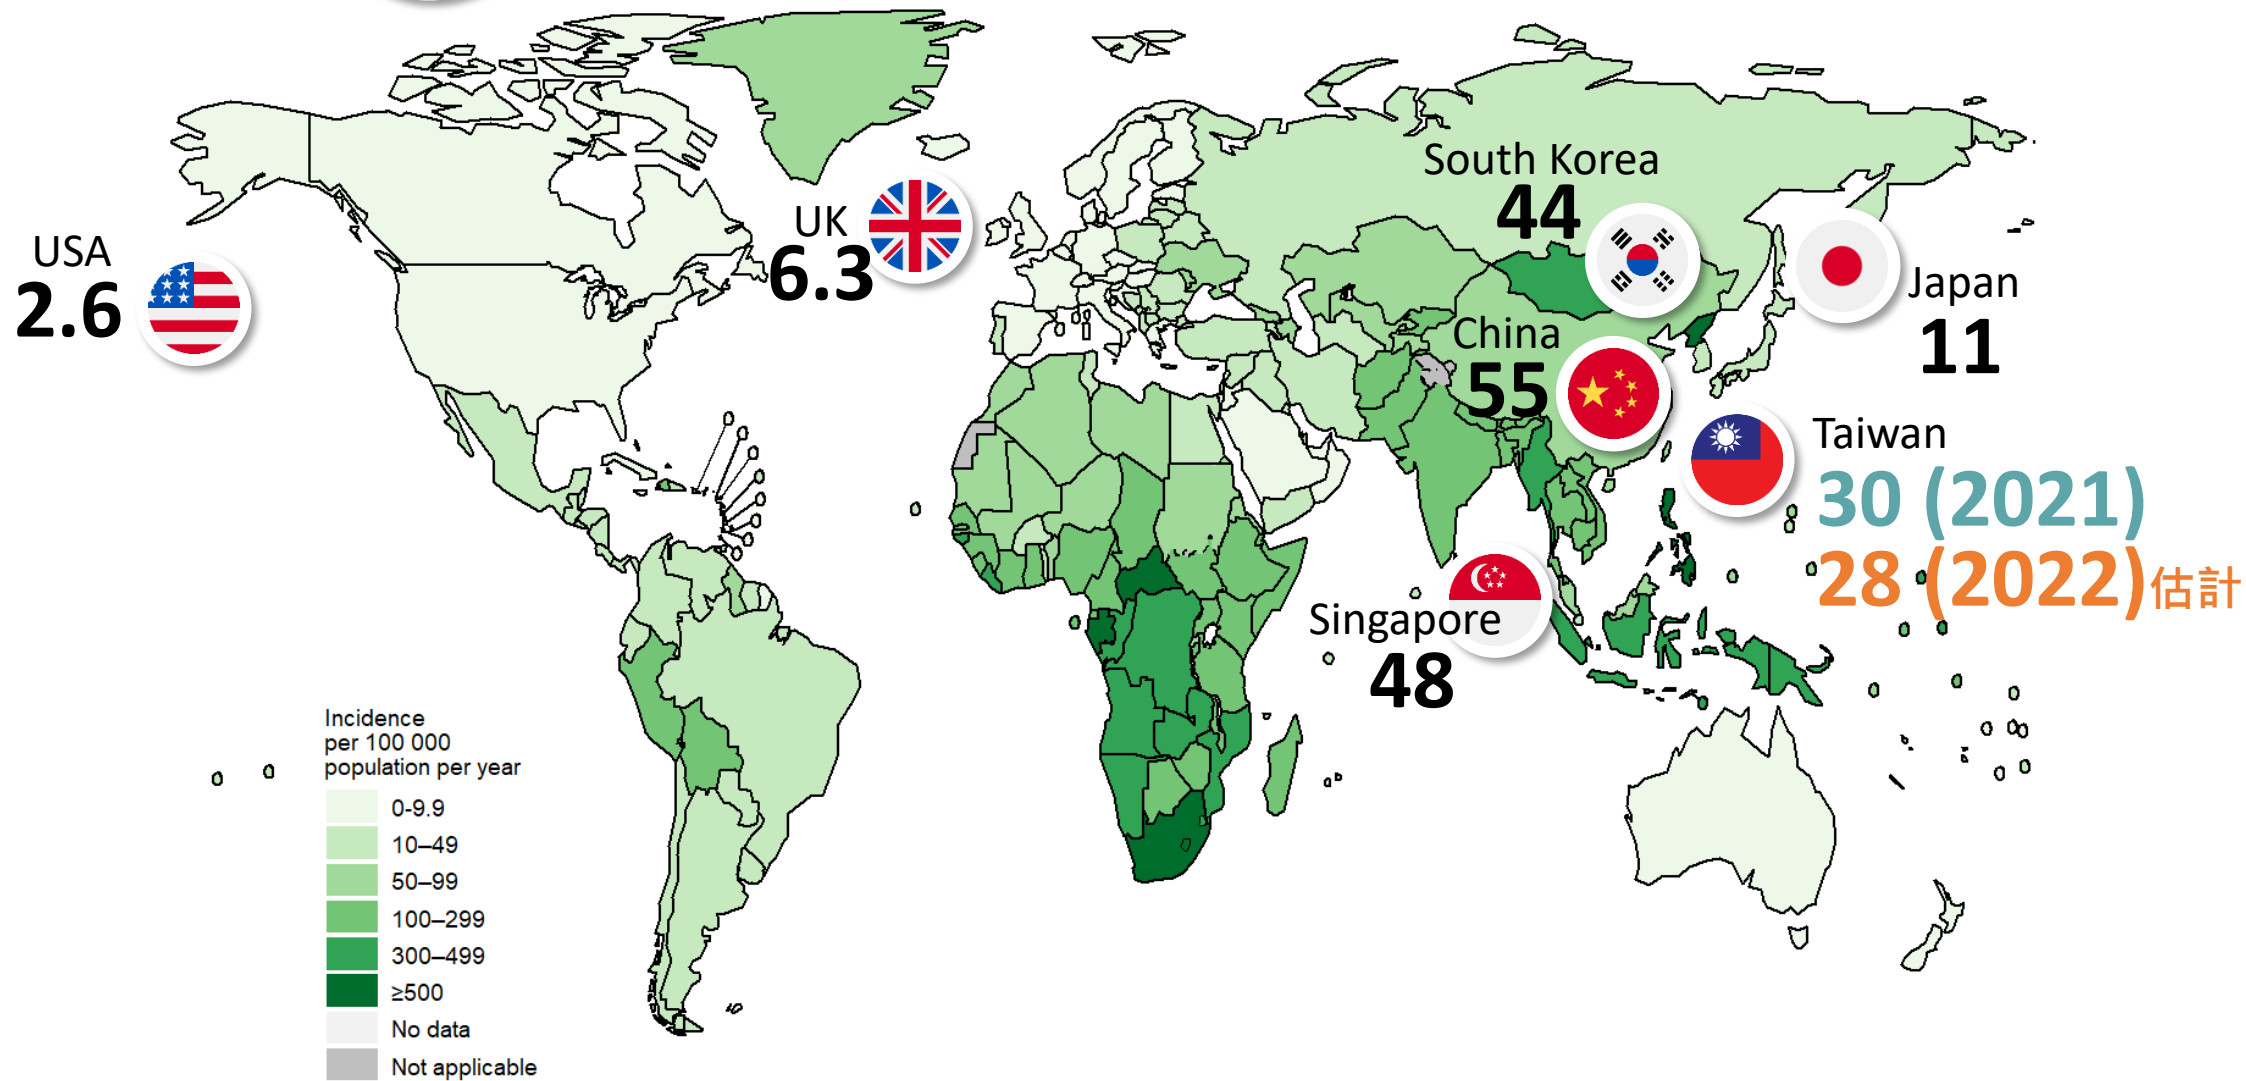 South Korea
44
UK
6.3
USA
2.6
Japan
11
China
55
Taiwan
30 (2021)
28 (2022)估計
Singapore
48
Incidence
per 100 000
population per year
0-9.9
10–49
50–99
100–299
300–499
≥500
No data
Not applicable